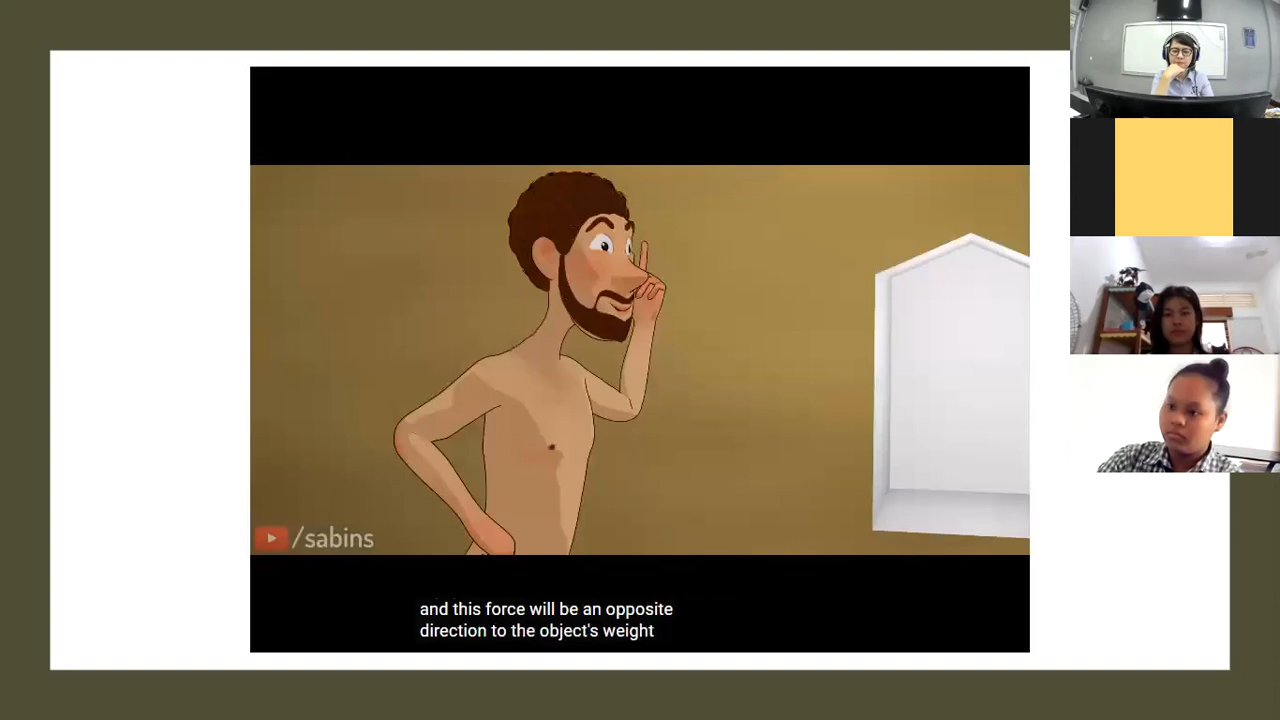 /sabins
and this force will be an opposite
direction to the object's weight